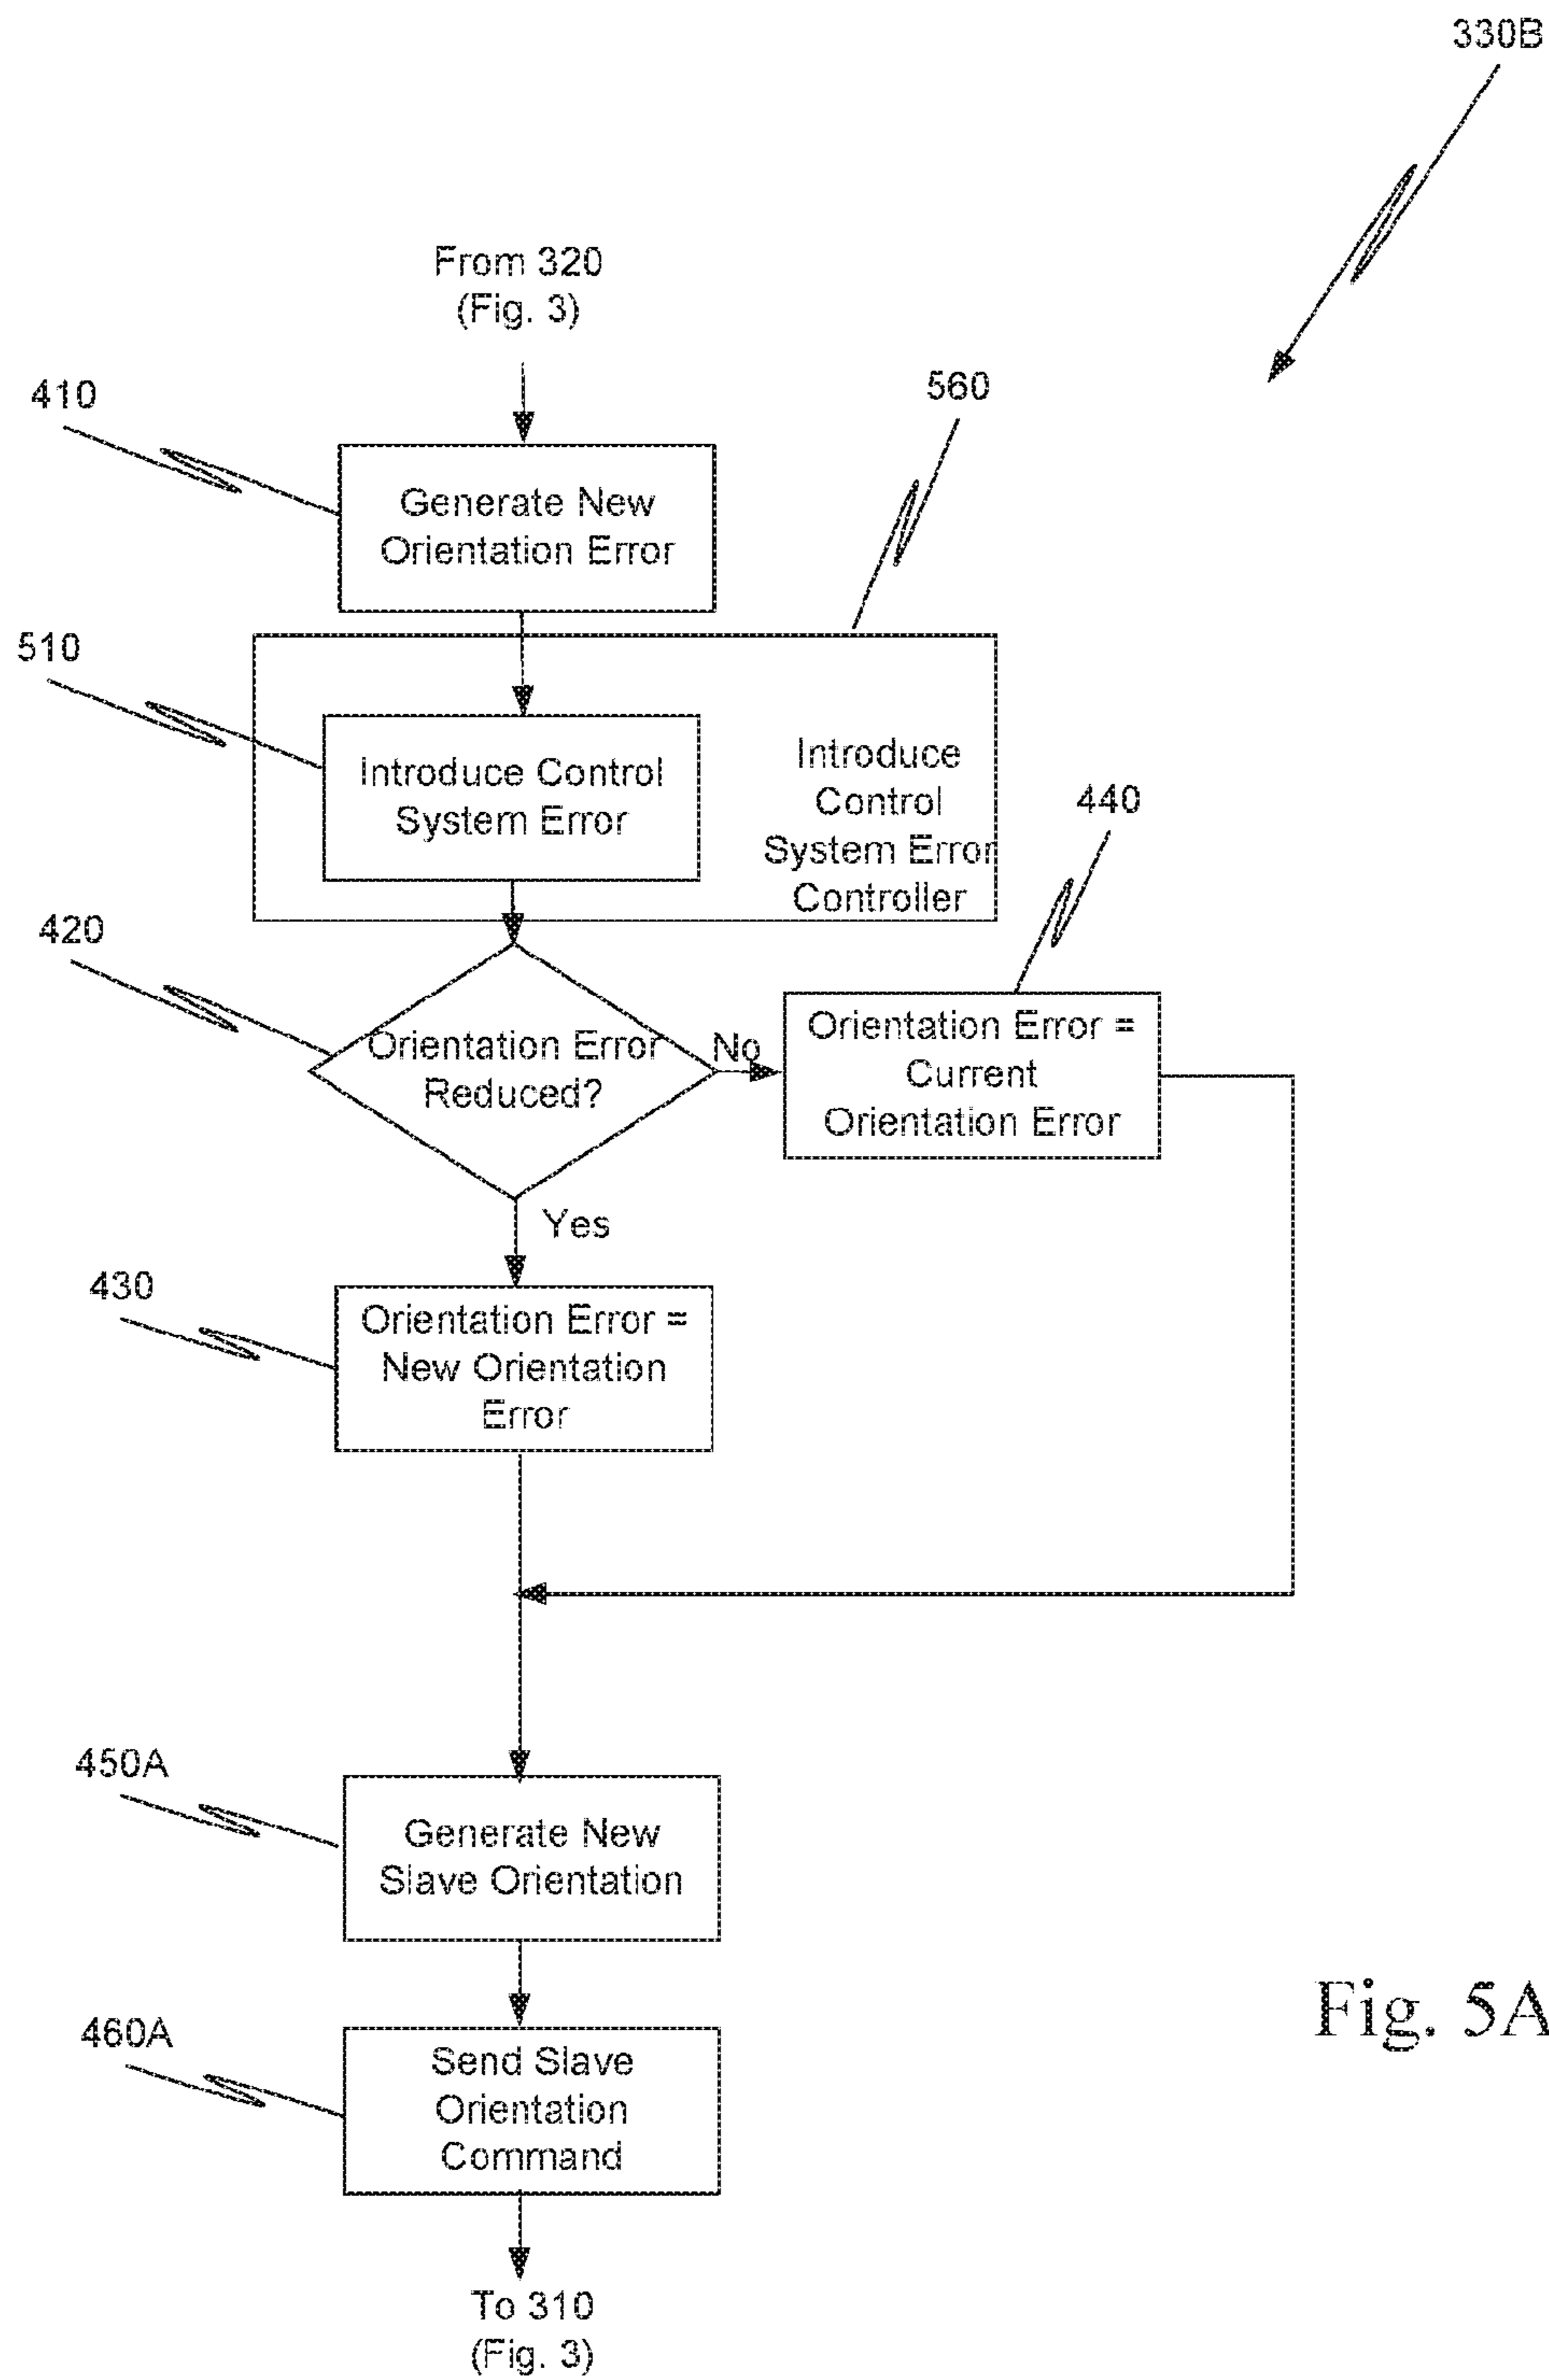 330B
From 320
(Fig. 3)
410
Generate New
Orientation Error
560
510
Introduce Control
System Error
Introduce
Control
System Error
Controller
440
420
Orientation Error
Reduced?
No
Orientation Error =
Current
Orientation Error
Yes
430
Orientation Error =
New Orientation
Error
450A
Generate New
Slave Orientation
460A
Send Slave
Orientation
Command
To 310
(Fig. 3)
Fig. 5A